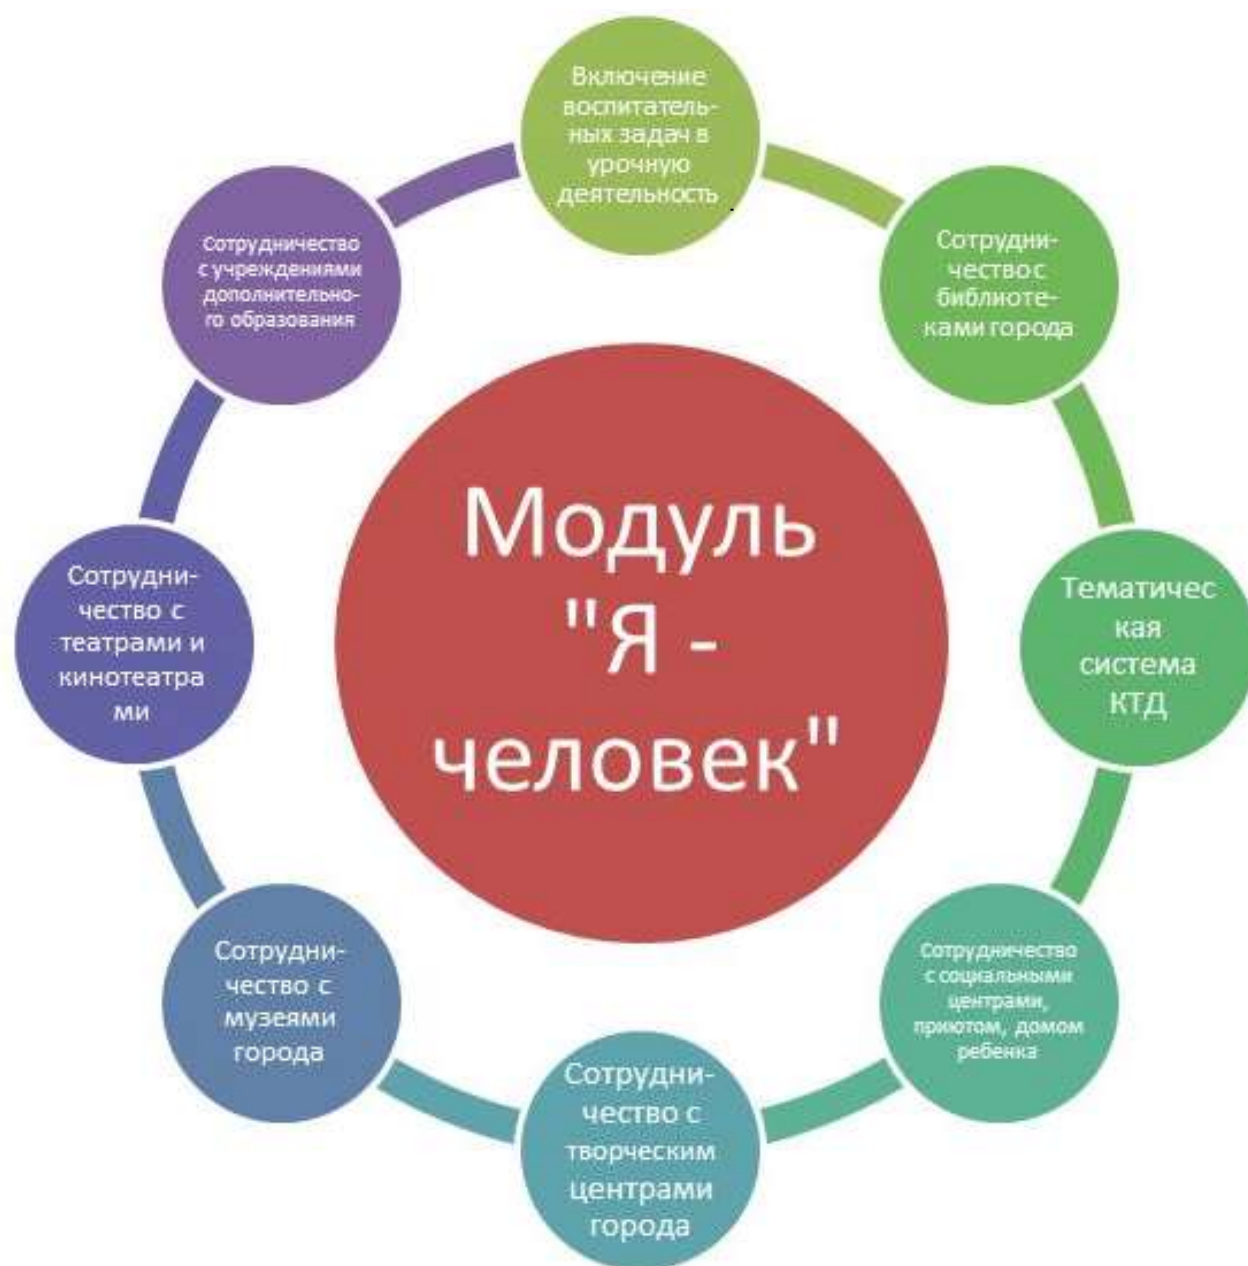 Включение
воспитатель-
ных задач в
урочную
деятельность
Сотрудни-
чество с
библиоте-
ками города
Тематичес
кая
система
КТД
Сотрудничество
с социальными
центрами,
приютом, домом
ребенка
Сотрудни-
чество с
творческим
центрами
города
Сотрудни-
чество с
музеями
города
Сотрудни-
чество с
театрами и
кинотеатра
ми
Сотрудничество
с учреждениями
дополнительно-
го образования
Модуль
"Я -
человек"